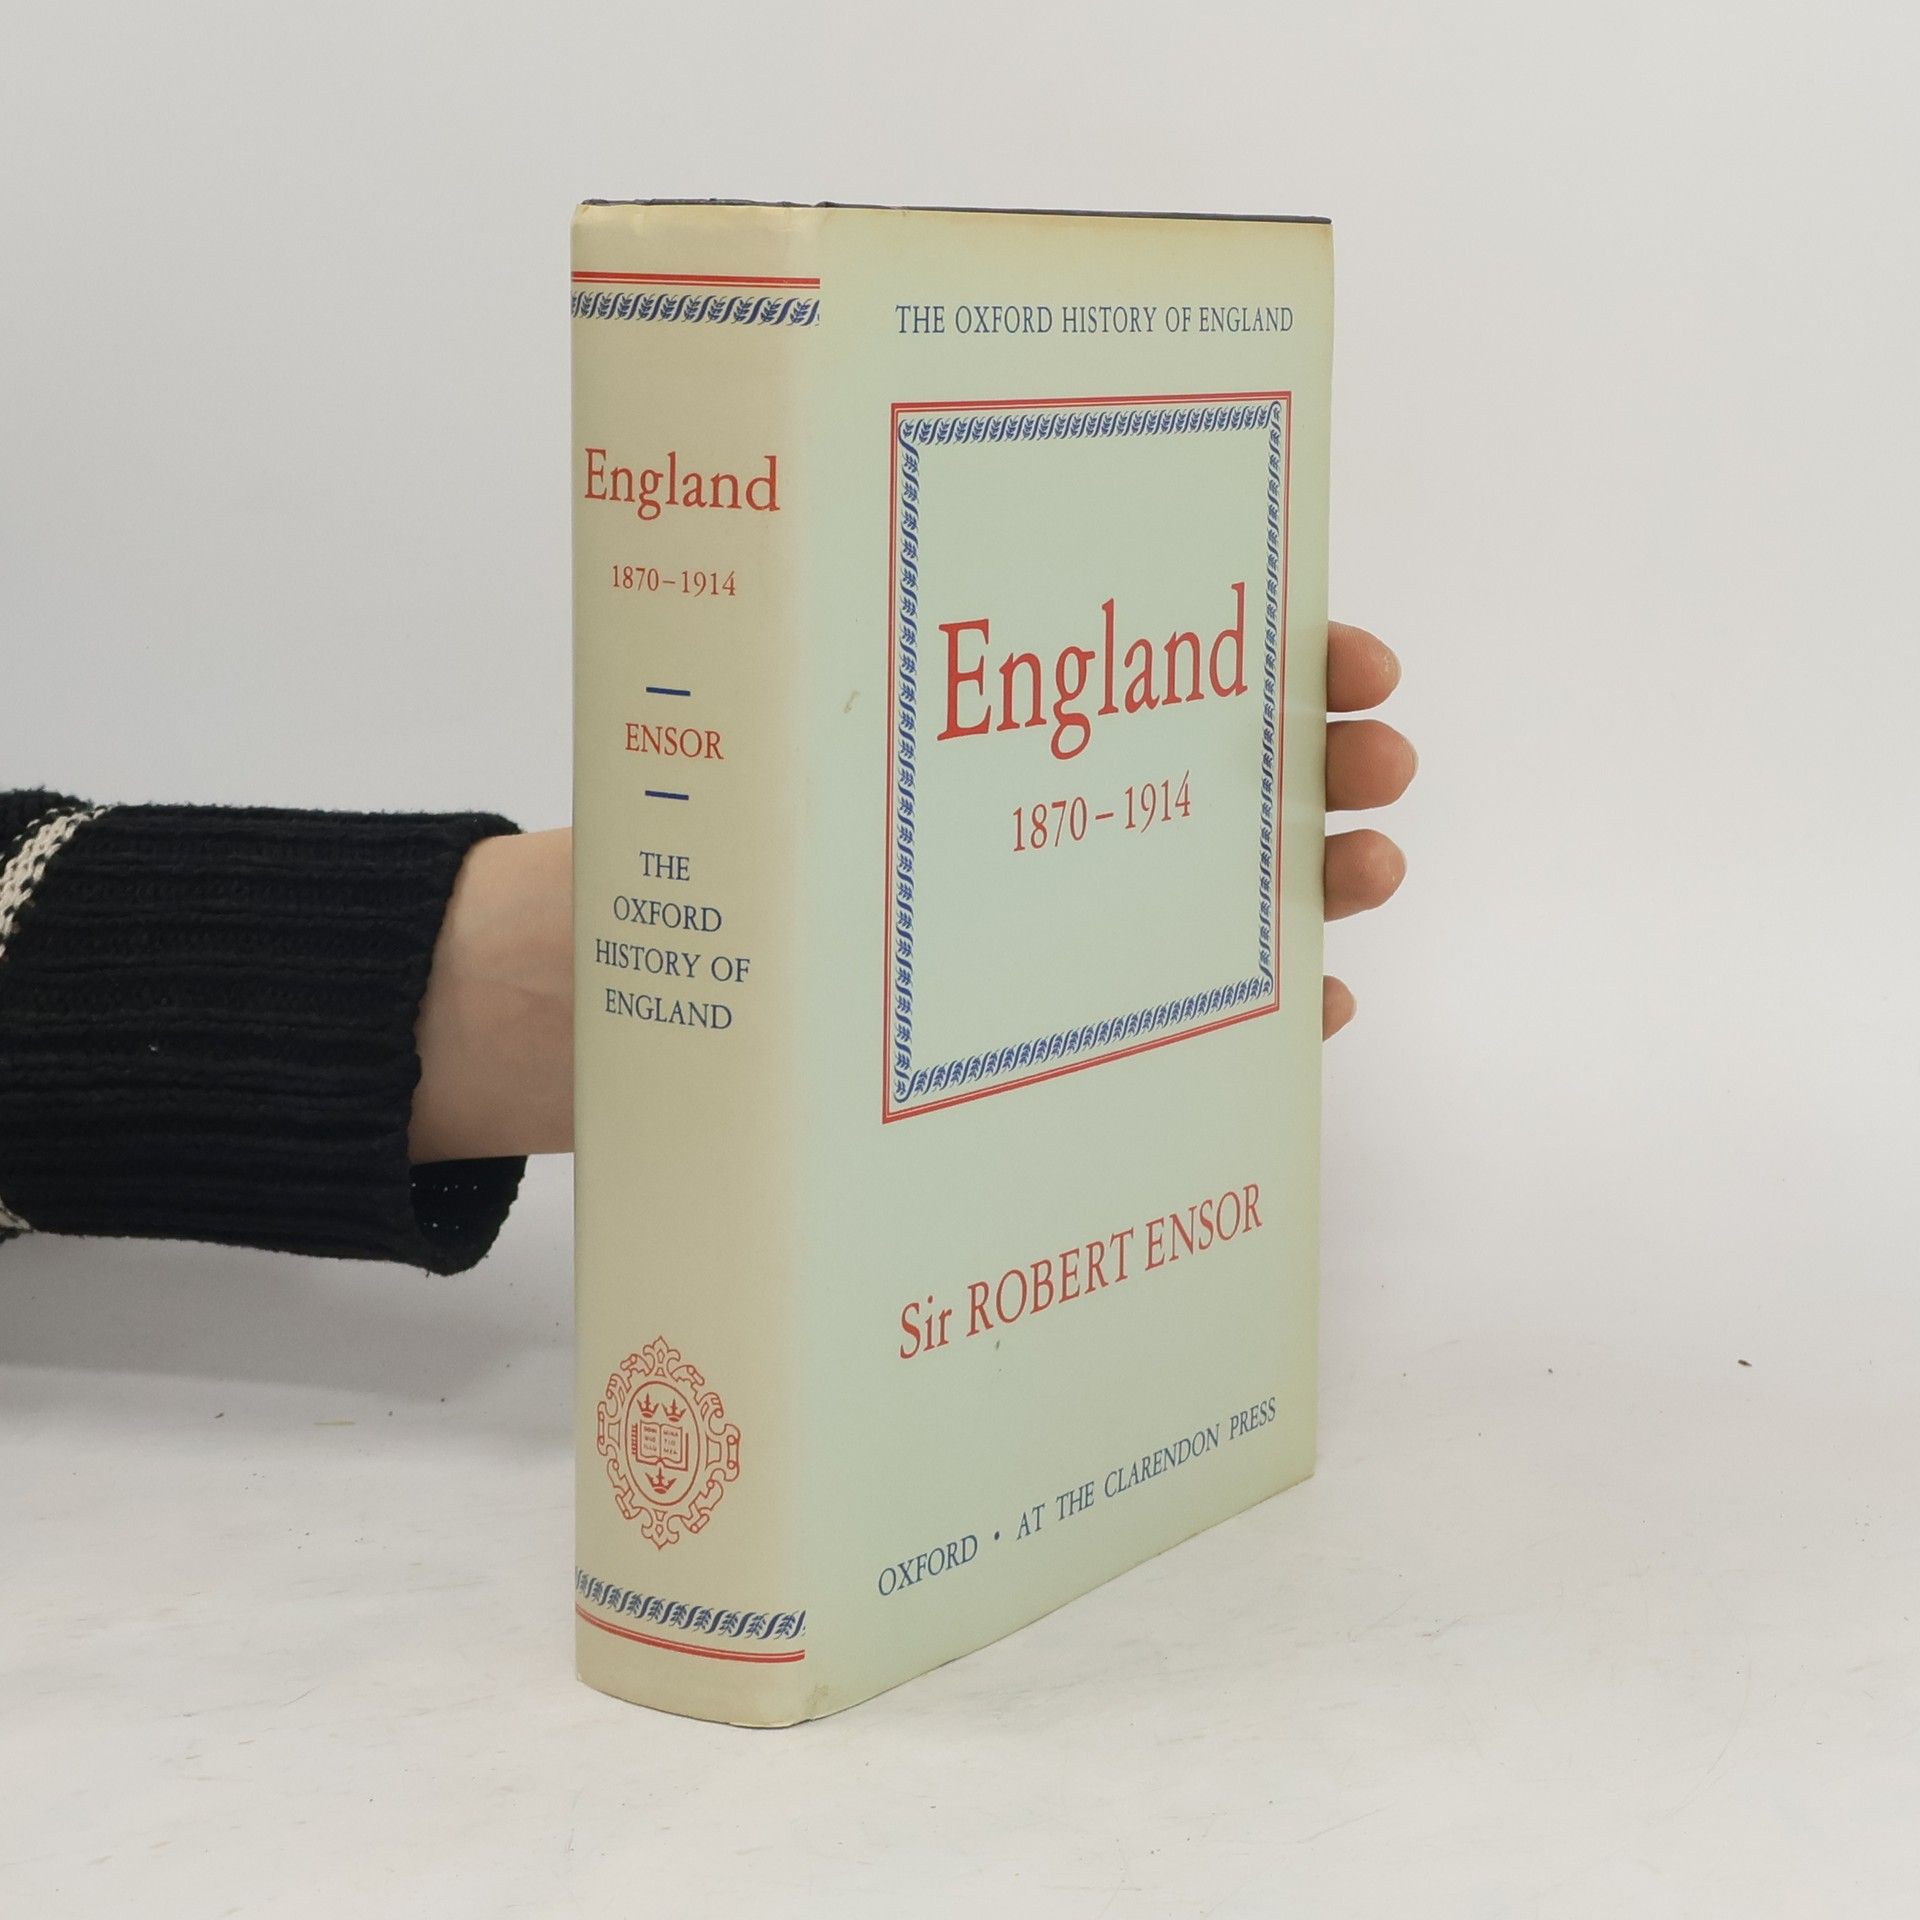 England
1870–1914
ENSOR
THE
OXFORD
HISTORY OF
ENGLAND
THE OXFORD HISTORY OF ENGLAND
England
1870–1914
Sir ROBERT ENSOR
OXFORD • AT THE CLARENDON PRESS